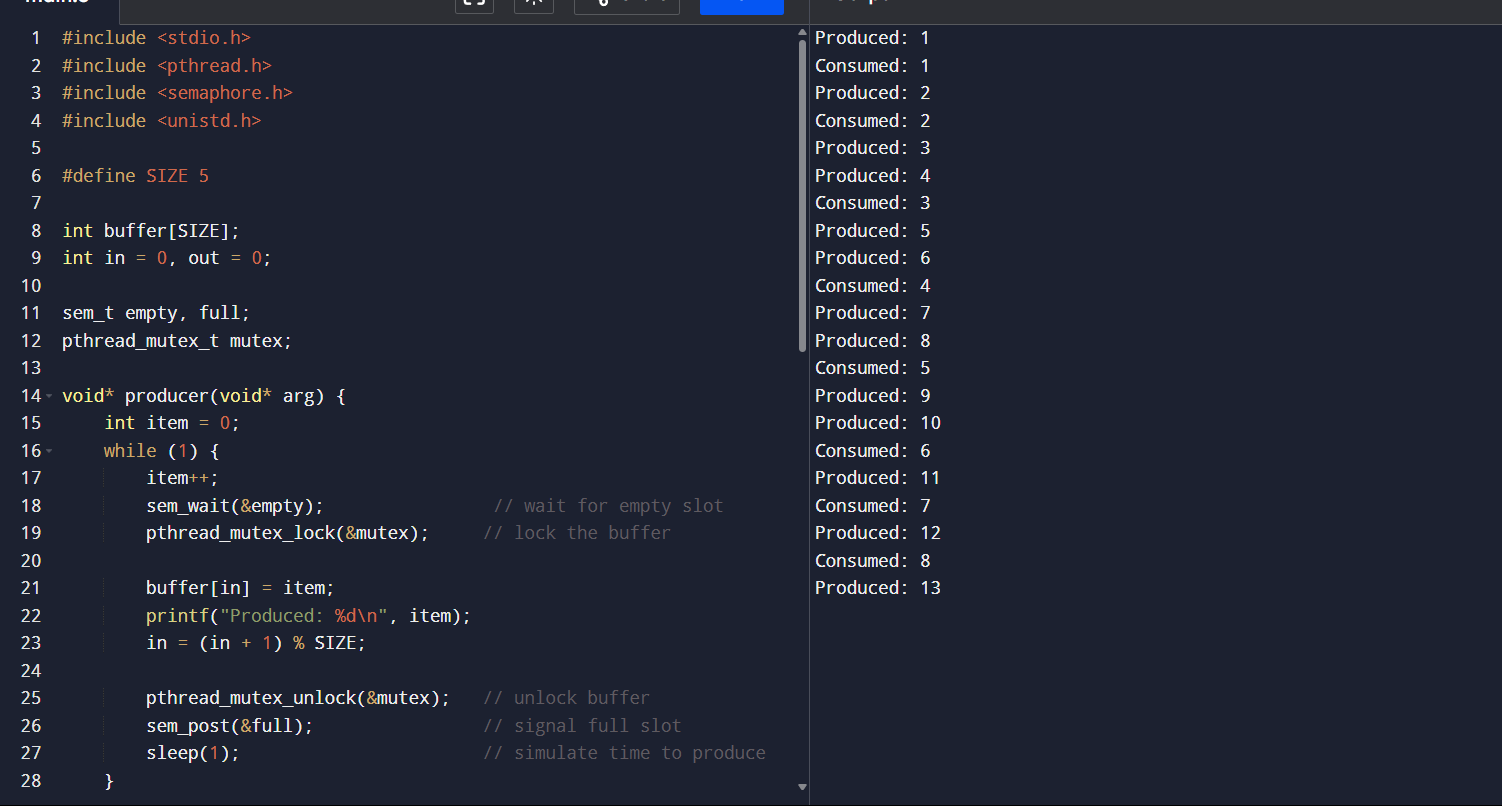 main.c
1 #include <stdio.h>
2 #include <pthread.h>
3 #include <semaphore.h>
4 #include <unistd.h>
5
6 #define SIZE 5
7
8 int buffer[SIZE];
9 int in = 0, out = 0;
10
11 sem_t empty, full;
12 pthread_mutex_t mutex;
13
14 void* producer(void* arg) {
15     int item = 0;
16     while (1) {
17         item++;
18         sem_wait(&empty);                // wait for empty slot
19         pthread_mutex_lock(&mutex);     // lock the buffer
20
21         buffer[in] = item;
22         printf("Produced: %d\n", item);
23         in = (in + 1) % SIZE;
24
25         pthread_mutex_unlock(&mutex);   // unlock buffer
26         sem_post(&full);                // signal full slot
27         sleep(1);                       // simulate time to produce
28     }
Produced: 1
Consumed: 1
Produced: 2
Consumed: 2
Produced: 3
Produced: 4
Consumed: 3
Produced: 5
Produced: 6
Consumed: 4
Produced: 7
Produced: 8
Consumed: 5
Produced: 9
Produced: 10
Consumed: 6
Produced: 11
Consumed: 7
Produced: 12
Consumed: 8
Produced: 13